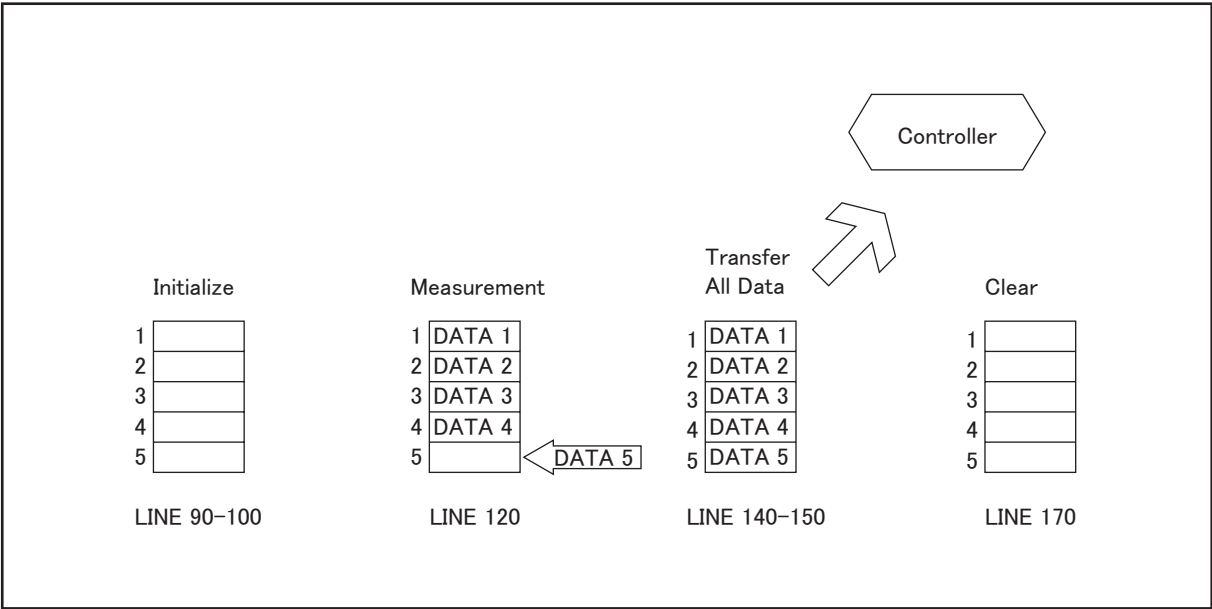 Controller
Initialize
1
2
3
4
5
LINE 90-100
Measurement
1 DATA 1
2 DATA 2
3 DATA 3
4 DATA 4
5
DATA 5
LINE 120
Transfer
All Data
1 DATA 1
2 DATA 2
3 DATA 3
4 DATA 4
5 DATA 5
LINE 140-150
Clear
1
2
3
4
5
LINE 170